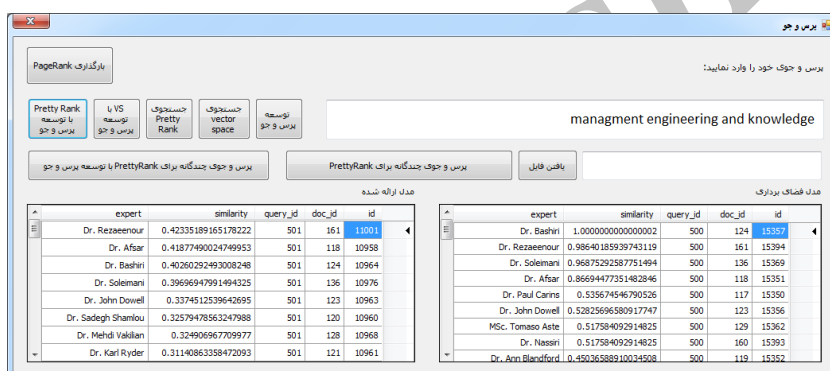 پرس و جو
پرس و جوی خود را وارد نمایید:
بارگذاری PageRank
managment engineering and knowledge
توسعه پرس و جو
جستجوی vector space
جستجوی Pretty Rank
VS با توسعه پرس و جو
Pretty Rank با توسعه پرس و جو
یافتن فایل
پرس و جوی چندگانه برای PrettyRank
پرس و جوی چندگانه برای PrettyRank با توسعه پرس و جو
مدل فضای برداری
expert similarity query_id doc_id id
Dr. Bashiri 1.0000000000000002 500 124 15357
Dr. Rezaeenour 0.98640185939743119 500 161 15394
Dr. Soleimani 0.96875292587751494 500 136 15369
Dr. Afsar 0.86694477351482846 500 118 15351
Dr. Paul Carins 0.535674546790526 500 117 15350
Dr. John Dowell 0.52825696580917747 500 123 15356
MSc. Tomaso Aste 0.517584092914825 500 129 15362
Dr. Nassiri 0.517584092914825 500 160 15393
Dr. Ann Blandford 0.45036588910034508 500 119 15352
مدل ارائه شده
expert similarity query_id doc_id id
Dr. Rezaeenour 0.42335189165178222 501 161 11001
Dr. Afsar 0.41877490024749953 501 118 10958
Dr. Bashiri 0.40260292493008248 501 124 10964
Dr. Soleimani 0.39696947991494325 501 136 10976
Dr. John Dowell 0.3374512539642695 501 123 10963
Dr. Sadegh Shamlou 0.32579478563247988 501 120 10960
Dr. Mehdi Vakilian 0.324906967709977 501 128 10968
Dr. Karl Ryder 0.31140863358472093 501 121 10961